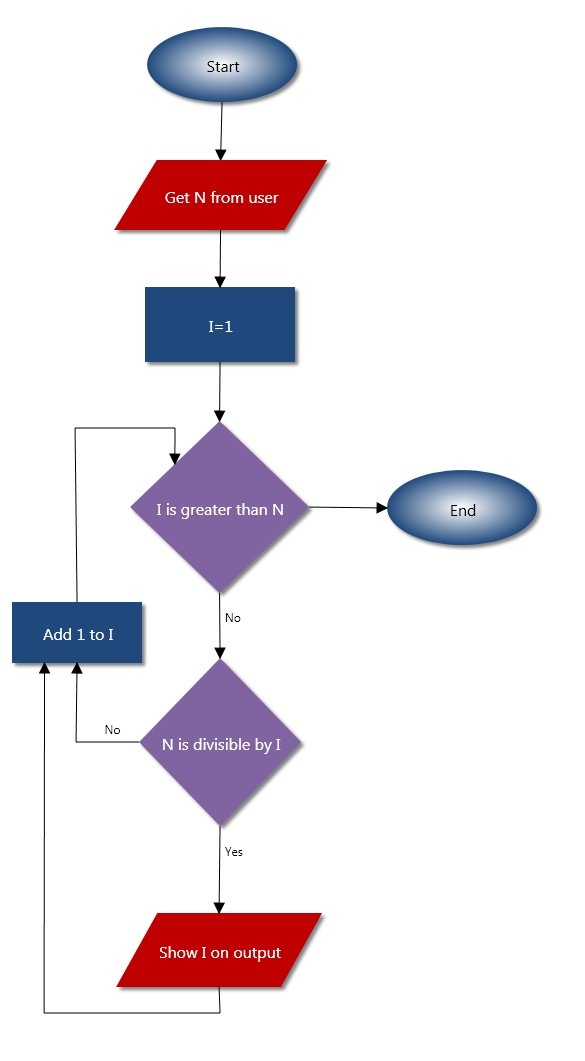 Start
Get N from user
I=1
I is greater than N
End
No
Add 1 to I
No
N is divisible by I
Yes
Show I on output